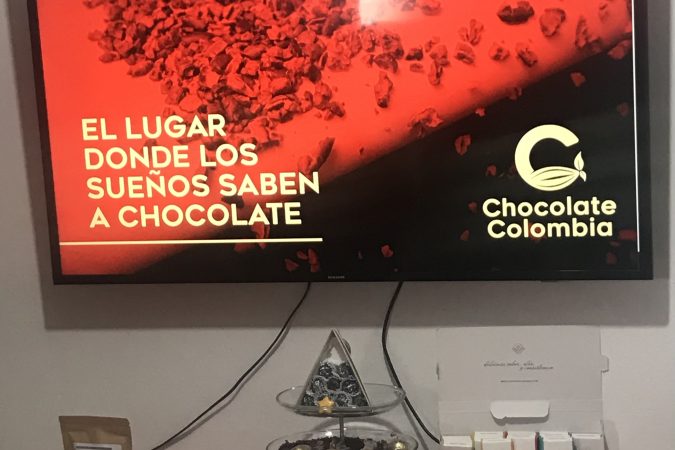 EL LUGAR
DONDE LOS
SUEÑOS SABEN
A CHOCOLATE
Chocolate
Colombia